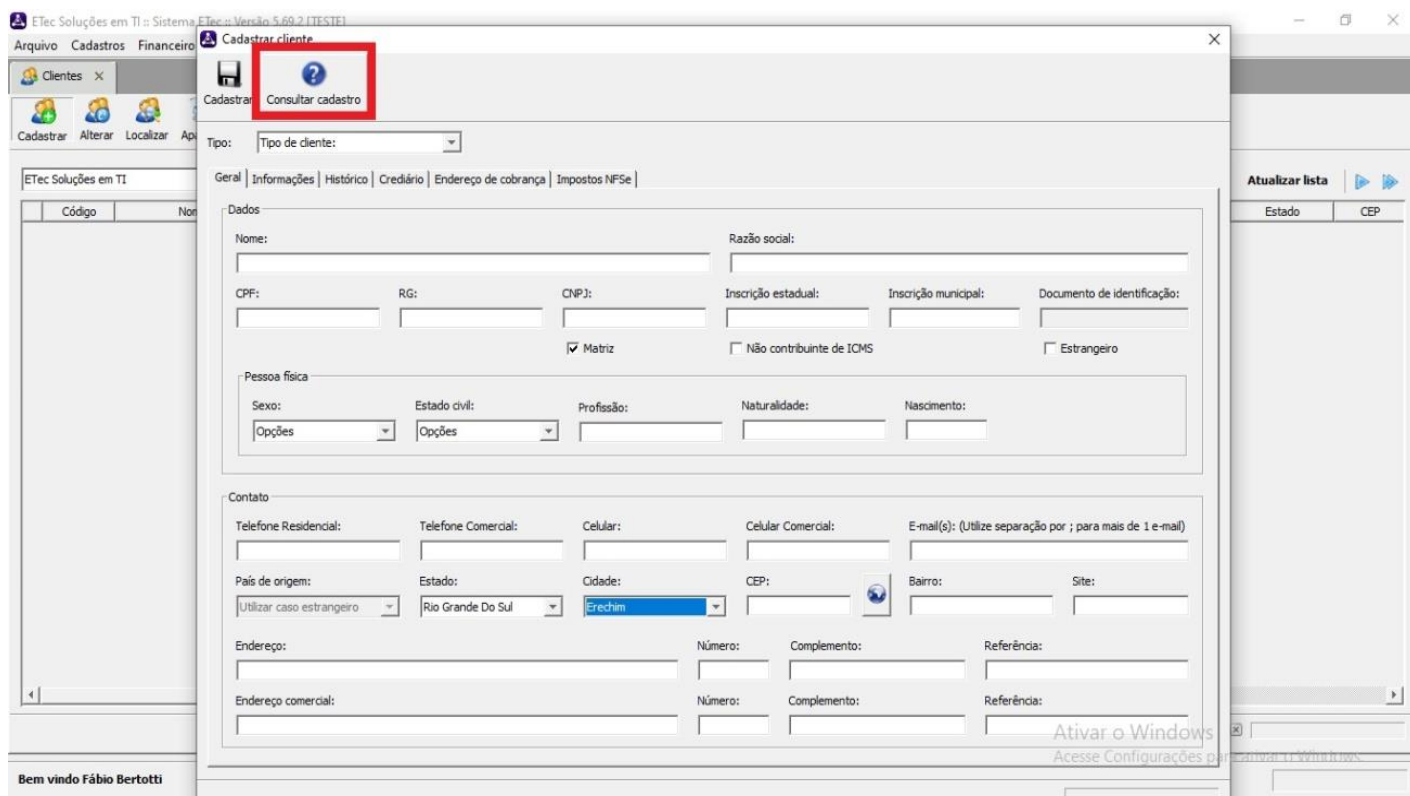 ETec Soluções em TI :: Sistema ETec :: Versão 5.69.2 [TESTE]
Arquivo Cadastros Financeiro
Clientes
Cadastrar Alterar Localizar
ETec Soluções em TI
Código
Cadastrar cliente
Cadastrar Consultar cadastro
Tipo: Tipo de cliente:
Geral Informações Histórico Crediário Endereço de cobrança Impostos NFSe
Dados
Nome: Razão social:
CPF: RG: CNPJ: Inscrição estadual: Inscrição municipal: Documento de identificação:
Matriz Não contribuinte de ICMS Estrangeiro
Pessoa física
Sexo: Estado civil: Profissão: Naturalidade: Nascimento:
Opções Opções
Contato
Telefone Residencial: Telefone Comercial: Celular: Celular Comercial: E-mail(s): (Utilize separação por ; para mais de 1 e-mail)
País de origem: Estado: Cidade: CEP: Bairro: Site:
Utilizar caso estrangeiro Rio Grande Do Sul Erechim
Endereço: Número: Complemento: Referência:
Endereço comercial: Número: Complemento: Referência:
Atualizar lista
Estado CEP
Ativar o Windows
Acesse Configurações para ativar o Windows.
Bem vindo Fábio Bertotti